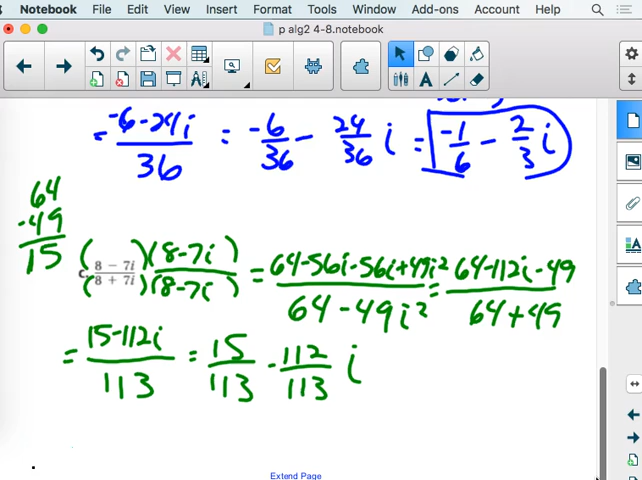 Notebook File Edit View Insert Format Tools Add-ons Account Help
p alg2 4-8.notebook
= -6-24i/36 = -6/36 - 24/36 i = -1/6 - 2/3 i
64
-49
15
c. (8 − 7i)(8-7i)/(8 + 7i)(8-7i) = 64-56i-56i+49i²/64-49i² = 64-112i-49/64+49
= 15-112i/113 = 15/113 - 112/113 i
Extend Page